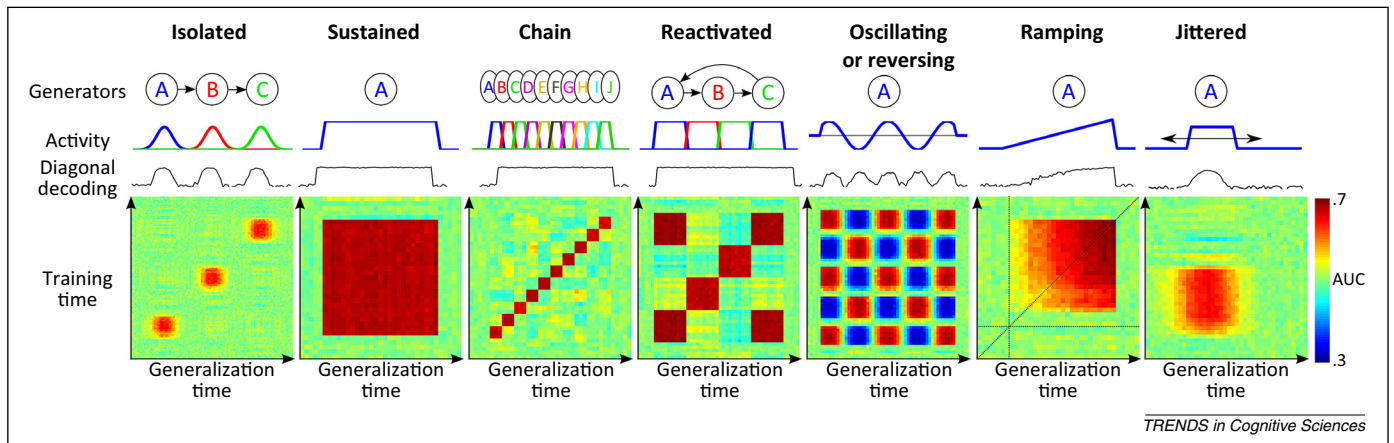 Isolated
Sustained
Chain
Reactivated
Oscillating
or reversing
Ramping
Jittered
Generators
A B C
A
A B C D E F G H I J
A B C
A
A
A
Activity
Diagonal
decoding
Training
time
.7
AUC
.3
Generalization
time
Generalization
time
Generalization
time
Generalization
time
Generalization
time
Generalization
time
Generalization
time
TRENDS in Cognitive Sciences